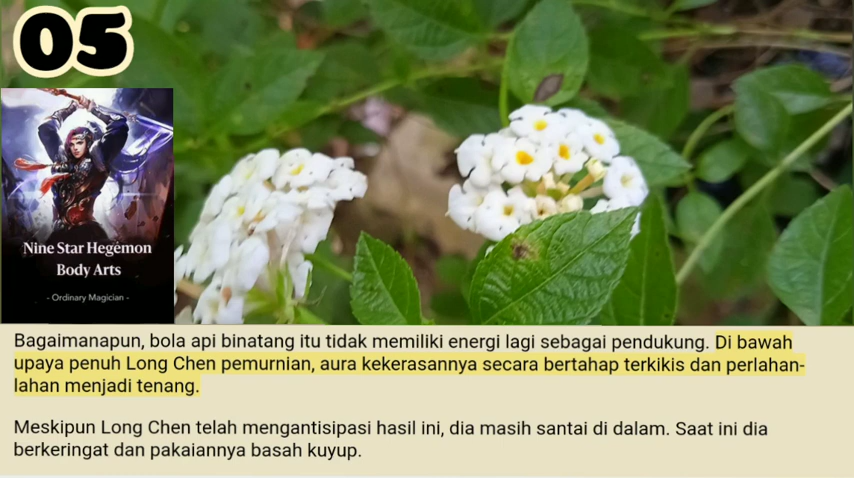 05
Nine Star Hegemon
Body Arts
- Ordinary Magician -
Bagaimanapun, bola api binatang itu tidak memiliki energi lagi sebagai pendukung. Di bawah
upaya penuh Long Chen pemurnian, aura kekerasannya secara bertahap terkikis dan perlahan-
lahan menjadi tenang.
Meskipun Long Chen telah mengantisipasi hasil ini, dia masih santai di dalam. Saat ini dia
berkeringat dan pakaiannya basah kuyup.